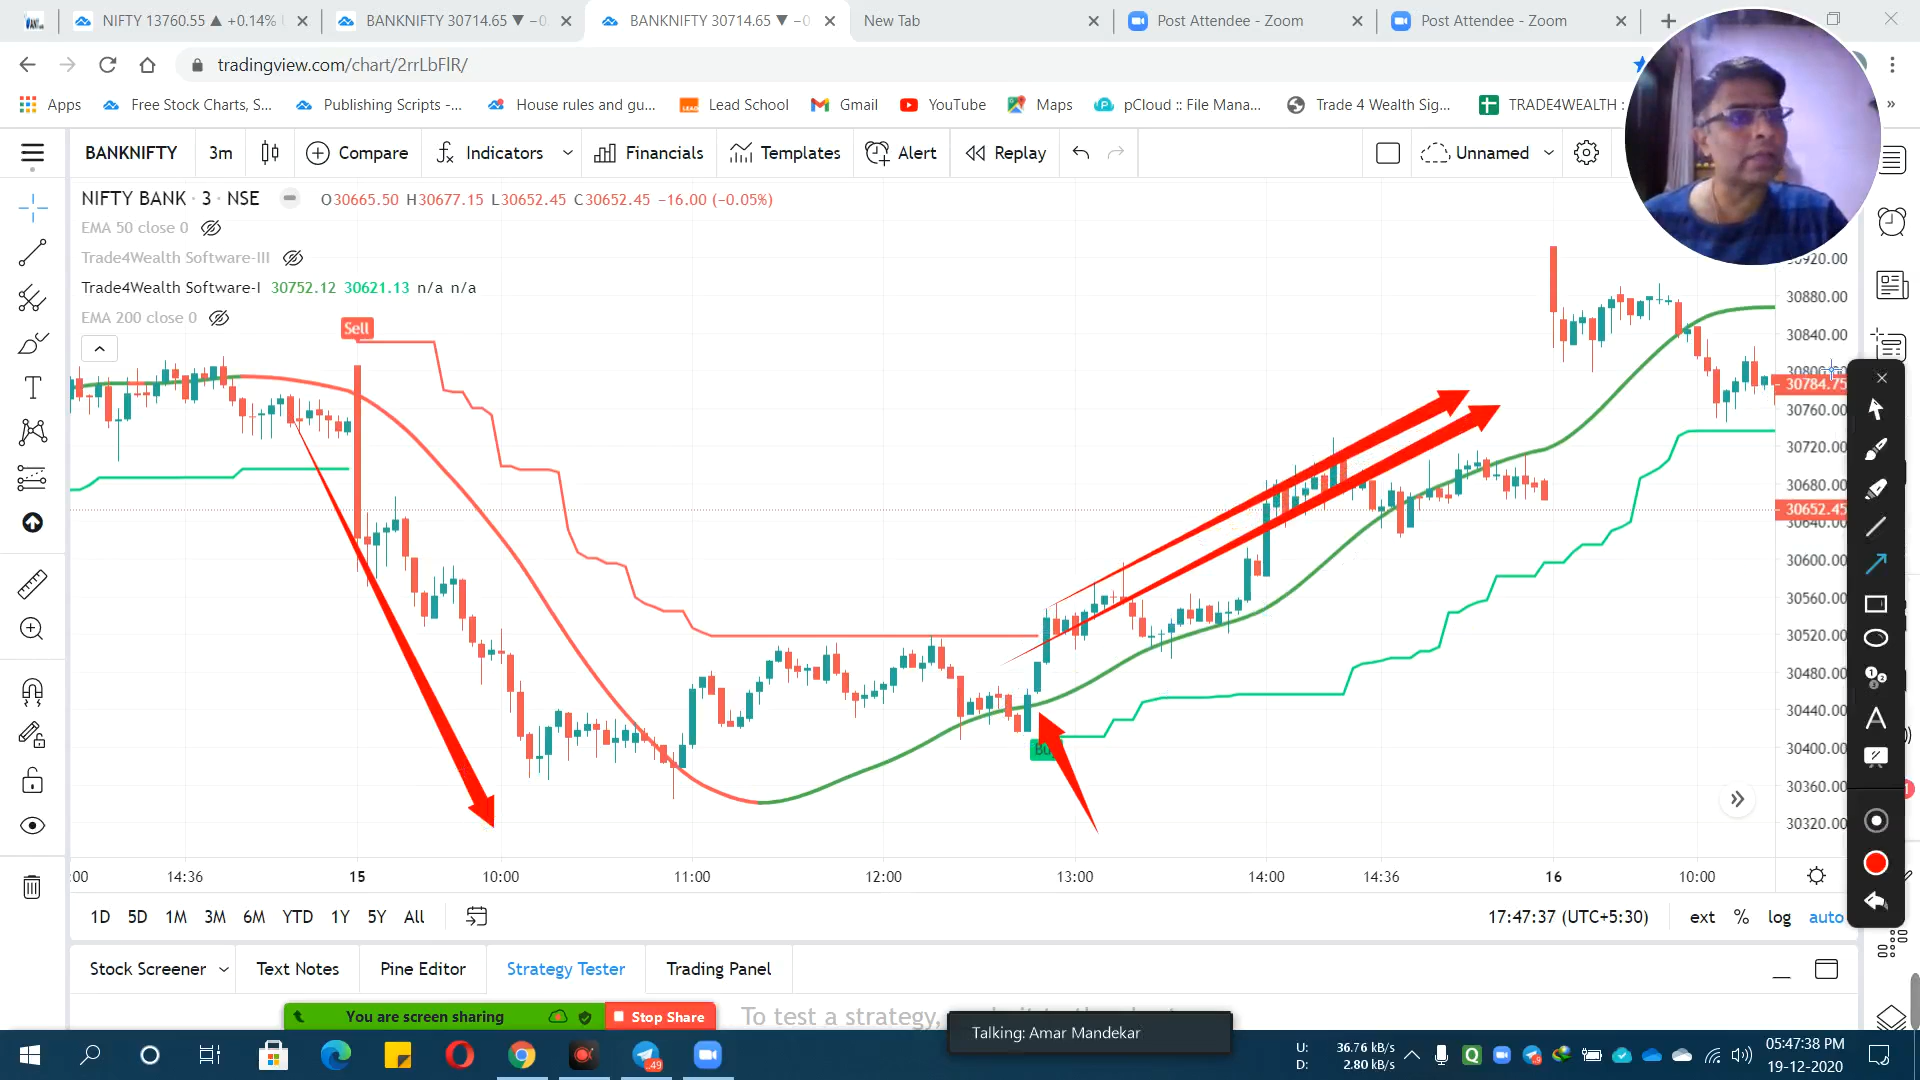 NIFTY 13760.55 ▲ +0.14%
BANKNIFTY 30714.65 ▼ −0.
BANKNIFTY 30714.65 ▼ −0
New Tab
Post Attendee - Zoom
Post Attendee - Zoom
tradingview.com/chart/2rrLbFlR/
Apps
Free Stock Charts, S...
Publishing Scripts -...
House rules and gu...
Lead School
Gmail
YouTube
Maps
pCloud :: File Mana...
Trade 4 Wealth Sig...
TRADE4WEALTH :
»
BANKNIFTY
3m
Compare
Indicators
Financials
Templates
Alert
Replay
Unnamed
NIFTY BANK · 3 · NSE
O30665.50 H30677.15 L30652.45 C30652.45 −16.00 (−0.05%)
EMA 50 close 0
Trade4Wealth Software-III
Trade4Wealth Software-I 30752.12 30621.13 n/a n/a
EMA 200 close 0
Sell
30920.00
30880.00
30840.00
30784.75
30760.00
30720.00
30680.00
30652.45
30640.00
30600.00
30560.00
30520.00
30480.00
30440.00
30400.00
30360.00
30320.00
:00
14:36
15
10:00
11:00
12:00
13:00
14:00
14:36
16
10:00
1D 5D 1M 3M 6M YTD 1Y 5Y All
17:47:37 (UTC+5:30)
ext % log auto
Stock Screener
Text Notes
Pine Editor
Strategy Tester
Trading Panel
You are screen sharing
Stop Share
To test a strategy,
Talking: Amar Mandekar
U: 36.76 kB/s
D: 2.80 kB/s
05:47:38 PM
19-12-2020